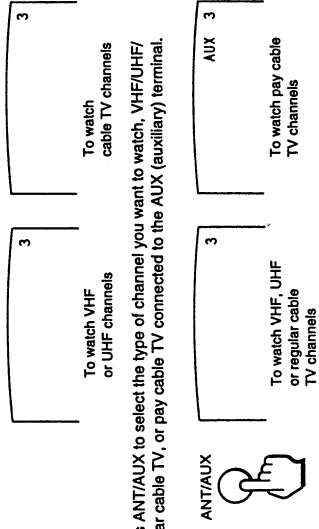 3
To watch VHF
or UHF channels
3
To watch
cable TV channels
ANT/AUX to select the type of channel you want to watch, VHF/UHF/
cable TV, or pay cable TV connected to the AUX (auxiliary) terminal.
ANT/AUX
3
To watch VHF, UHF
or regular cable
TV channels
AUX 3
To watch pay cable
TV channels